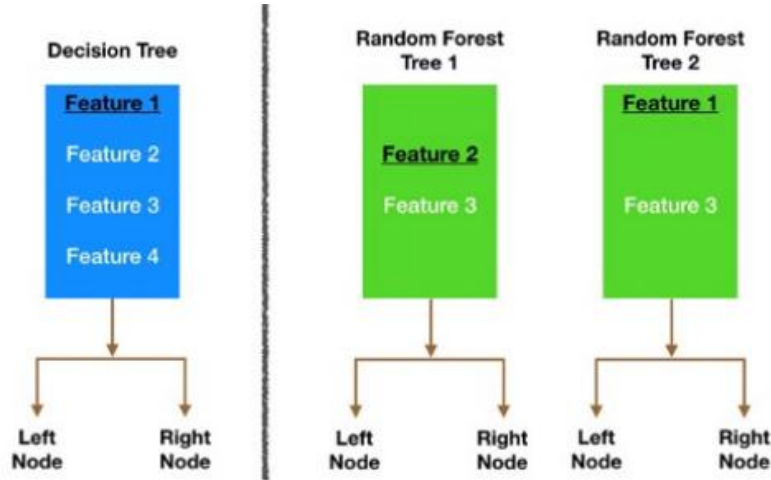 Decision Tree
Feature 1
Feature 2
Feature 3
Feature 4
Left
Node
Right
Node
Random Forest
Tree 1
Feature 2
Feature 3
Left
Node
Right
Node
Random Forest
Tree 2
Feature 1
Feature 3
Left
Node
Right
Node